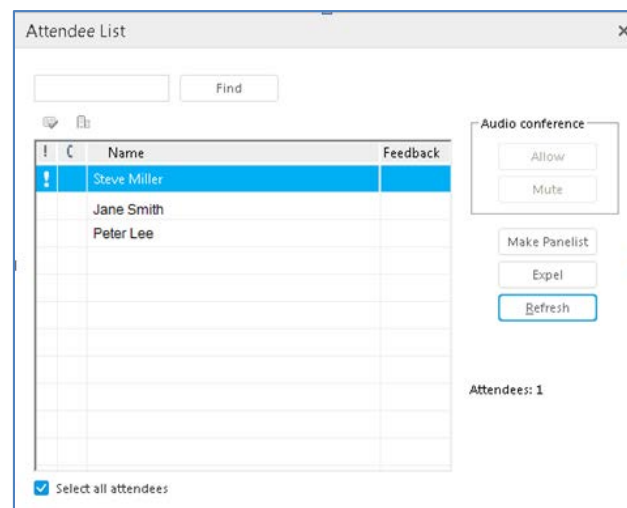 Attendee List
Find
! Name Feedback
! Steve Miller
Jane Smith
Peter Lee
Audio conference
Allow
Mute
Make Panelist
Expel
Refresh
Attendees: 1
Select all attendees